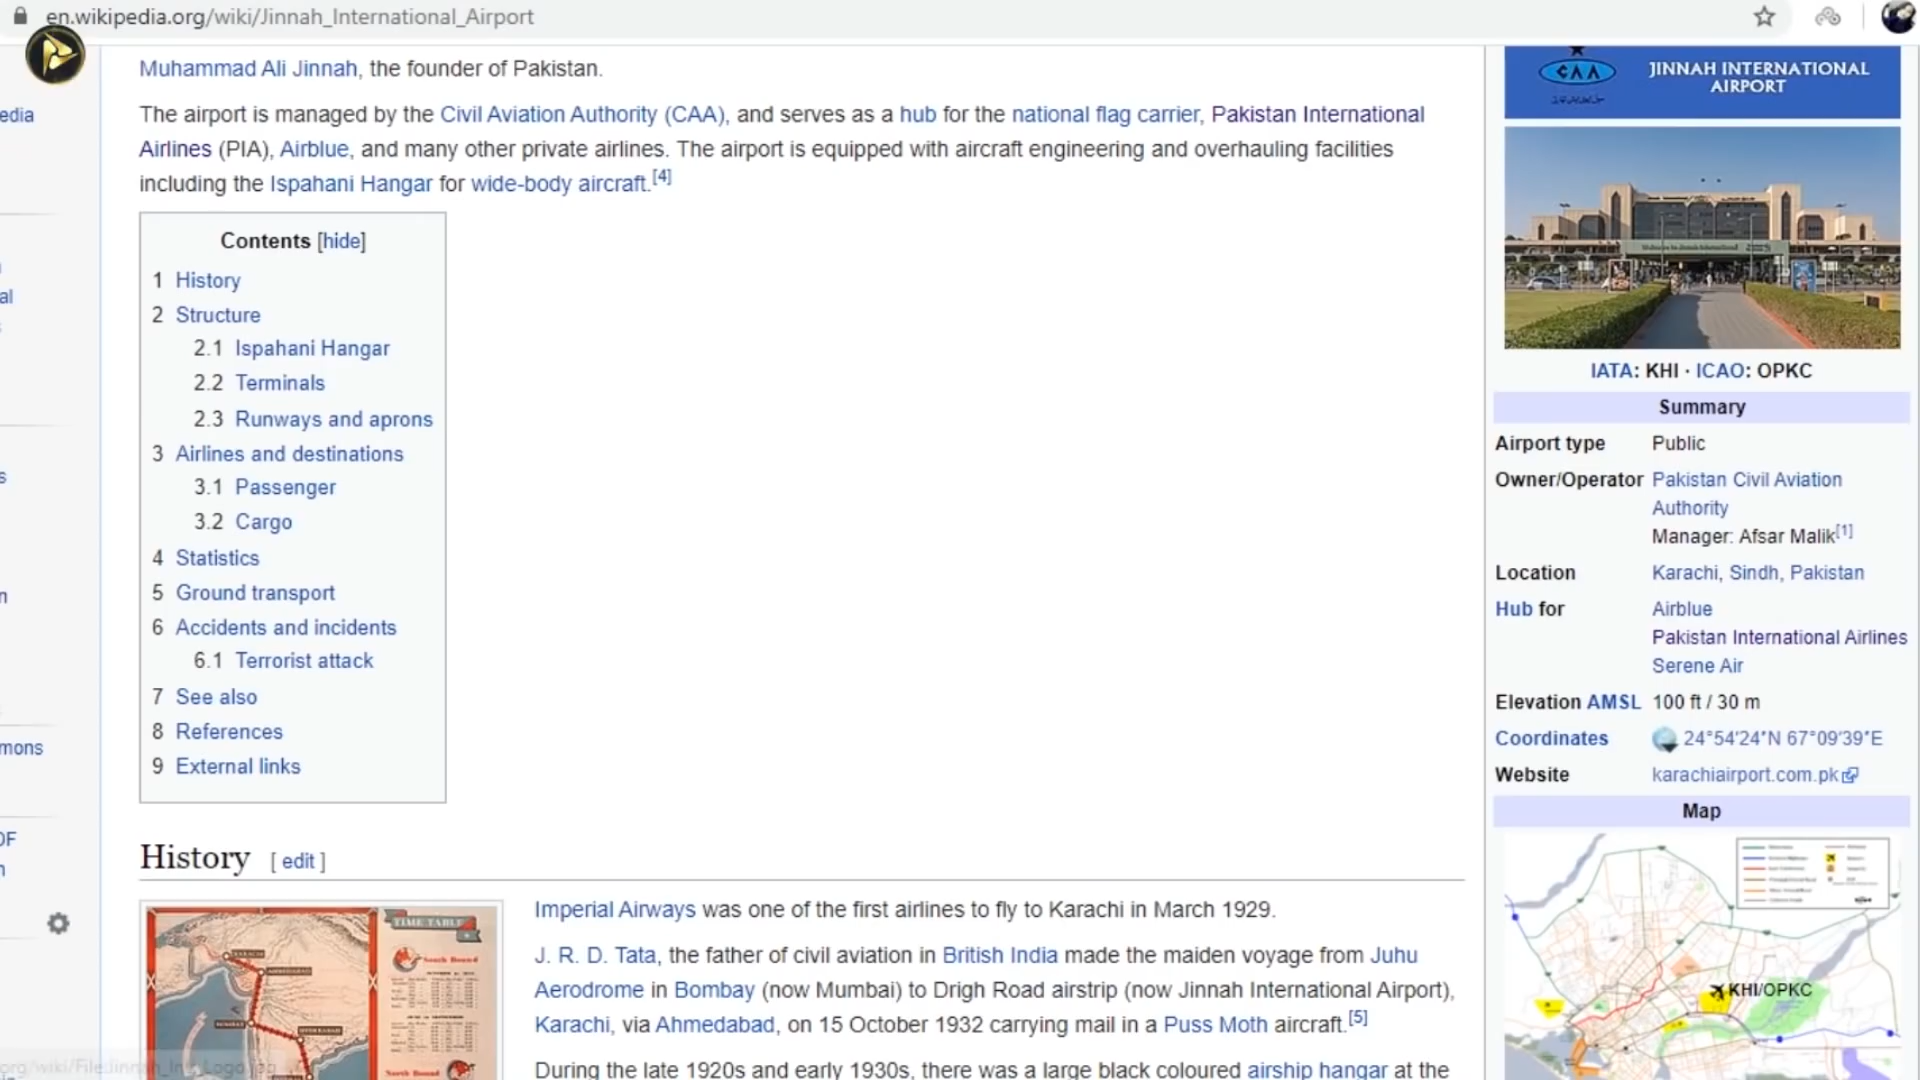 en.wikipedia.org/wiki/Jinnah_International_Airport
Muhammad Ali Jinnah, the founder of Pakistan.
The airport is managed by the Civil Aviation Authority (CAA), and serves as a hub for the national flag carrier, Pakistan International
Airlines (PIA), Airblue, and many other private airlines. The airport is equipped with aircraft engineering and overhauling facilities
including the Ispahani Hangar for wide-body aircraft.[4]
Contents [hide]
1 History
2 Structure
2.1 Ispahani Hangar
2.2 Terminals
2.3 Runways and aprons
3 Airlines and destinations
3.1 Passenger
3.2 Cargo
4 Statistics
5 Ground transport
6 Accidents and incidents
6.1 Terrorist attack
7 See also
8 References
9 External links
History [ edit ]
TIME TABLE
South Bound
North Bound
Imperial Airways was one of the first airlines to fly to Karachi in March 1929.
J. R. D. Tata, the father of civil aviation in British India made the maiden voyage from Juhu
Aerodrome in Bombay (now Mumbai) to Drigh Road airstrip (now Jinnah International Airport),
Karachi, via Ahmedabad, on 15 October 1932 carrying mail in a Puss Moth aircraft.[5]
During the late 1920s and early 1930s, there was a large black coloured airship hangar at the
CAA
JINNAH INTERNATIONAL
AIRPORT
IATA: KHI · ICAO: OPKC
Summary
Airport type Public
Owner/Operator Pakistan Civil Aviation
Authority
Manager: Afsar Malik[1]
Location Karachi, Sindh, Pakistan
Hub for Airblue
Pakistan International Airlines
Serene Air
Elevation AMSL 100 ft / 30 m
Coordinates 24°54′24″N 67°09′39″E
Website karachiairport.com.pk
Map
KHI/OPKC
edia
al
s
n
mons
DF
n